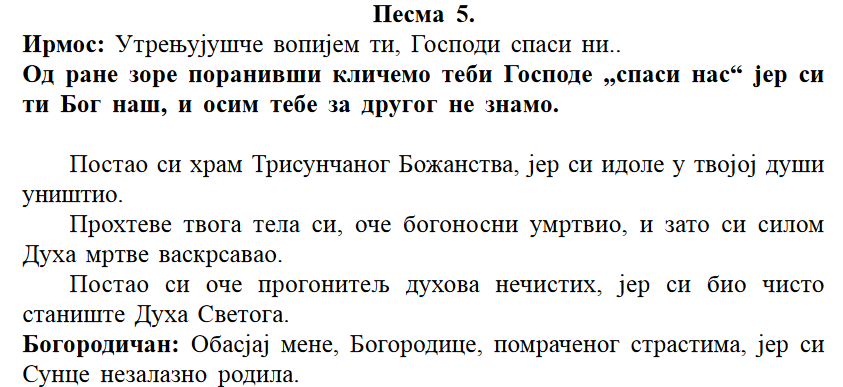 Песма 5.
Ирмос: Утрењујушче вопијем ти, Господи спаси ни..
Од ране зоре поранивши кличемо теби Господе „спаси нас“ јер си
ти Бог наш, и осим тебе за другог не знамо.
Постао си храм Трисунчаног Божанства, јер си идоле у твојој души
уништио.
Прохтеве твога тела си, оче богоносни умртвио, и зато си силом
Духа мртве васкрсавао.
Постао си оче прогонитељ духова нечистих, јер си био чисто
станиште Духа Светога.
Богородичан: Обасјај мене, Богородице, помраченог страстима, јер си
Сунце незалазно родила.